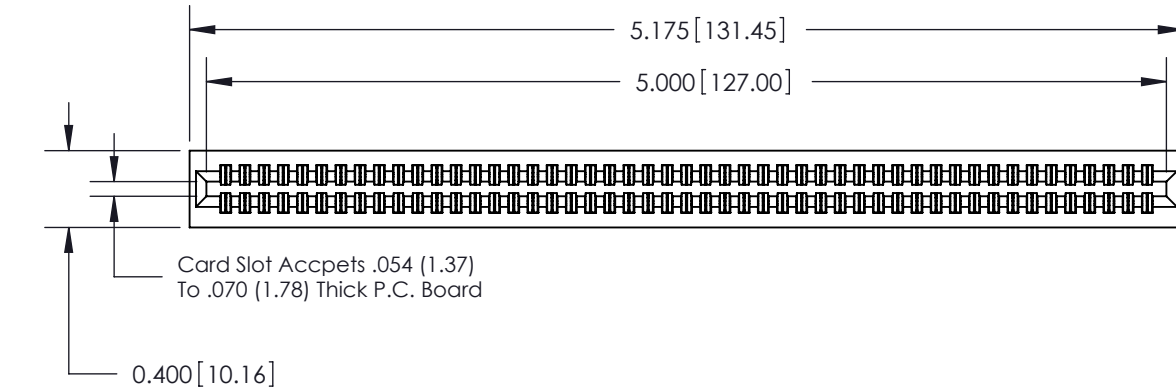 5.175[131.45]
5.000[127.00]
Card Slot Accpets .054 (1.37)
To .070 (1.78) Thick P.C. Board
0.400[10.16]